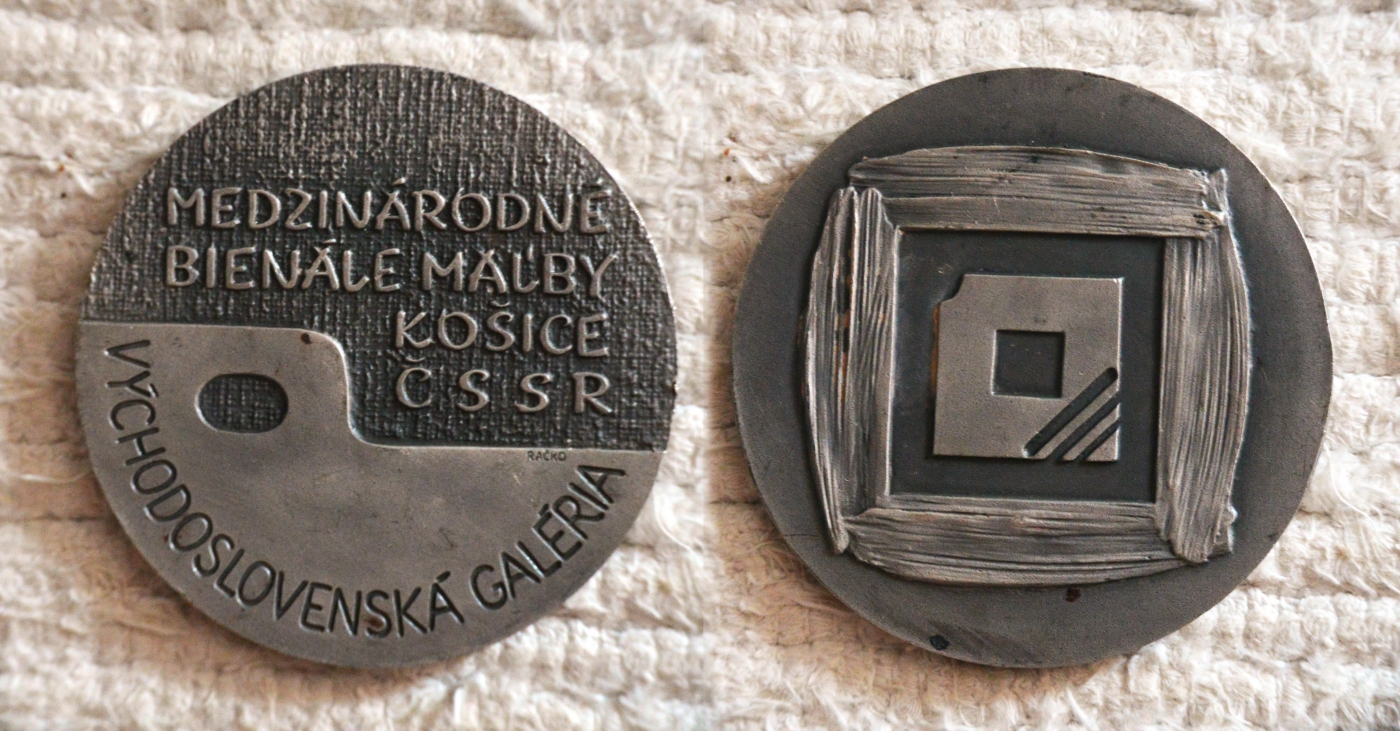 MEDZINÁRODNÉ
BIENÁLE MAĽBY
KOŠICE
ČSSR
RAČKO
VÝCHODOSLOVENSKÁ GALÉRIA